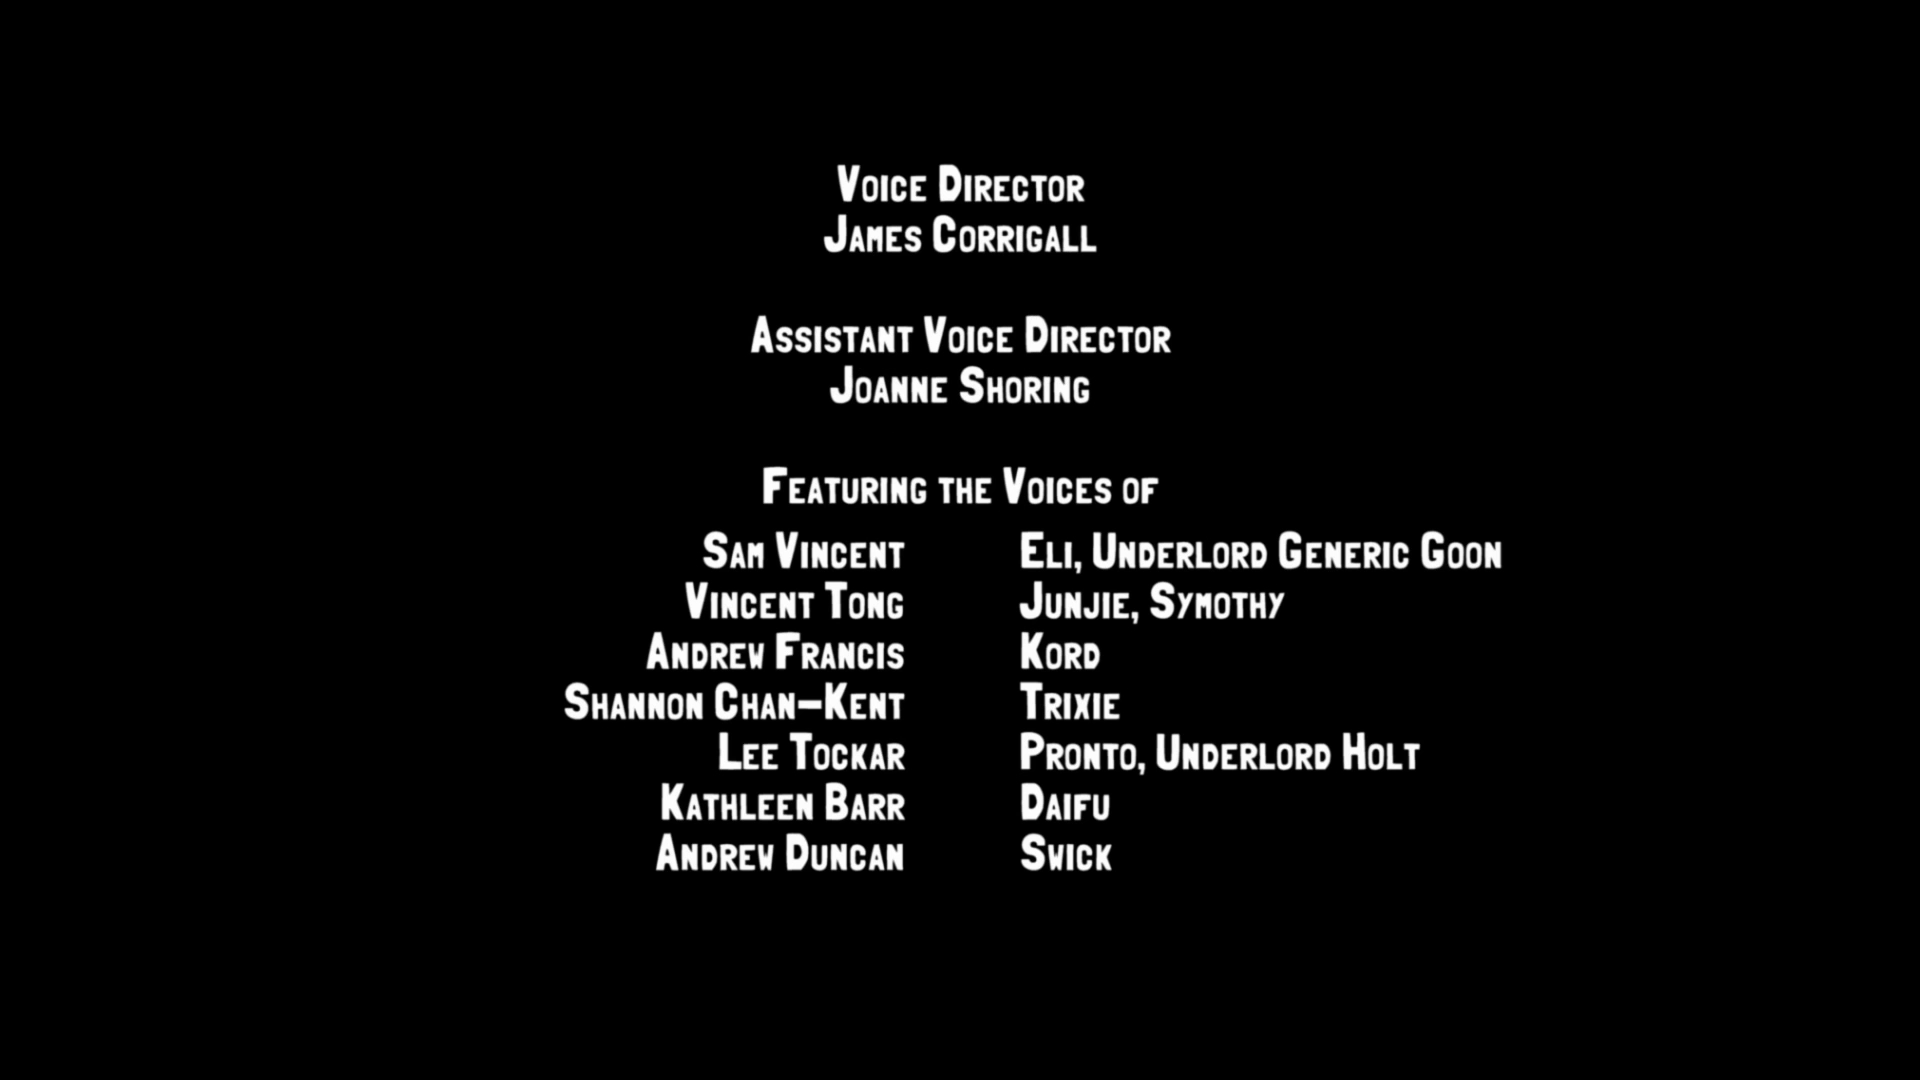 Voice Director
James Corrigall
Assistant Voice Director
Joanne Shoring
Featuring the Voices of
Sam Vincent Eli, Underlord Generic Goon
Vincent Tong Junjie, Symothy
Andrew Francis Kord
Shannon Chan-Kent Trixie
Lee Tockar Pronto, Underlord Holt
Kathleen Barr Daifu
Andrew Duncan Swick